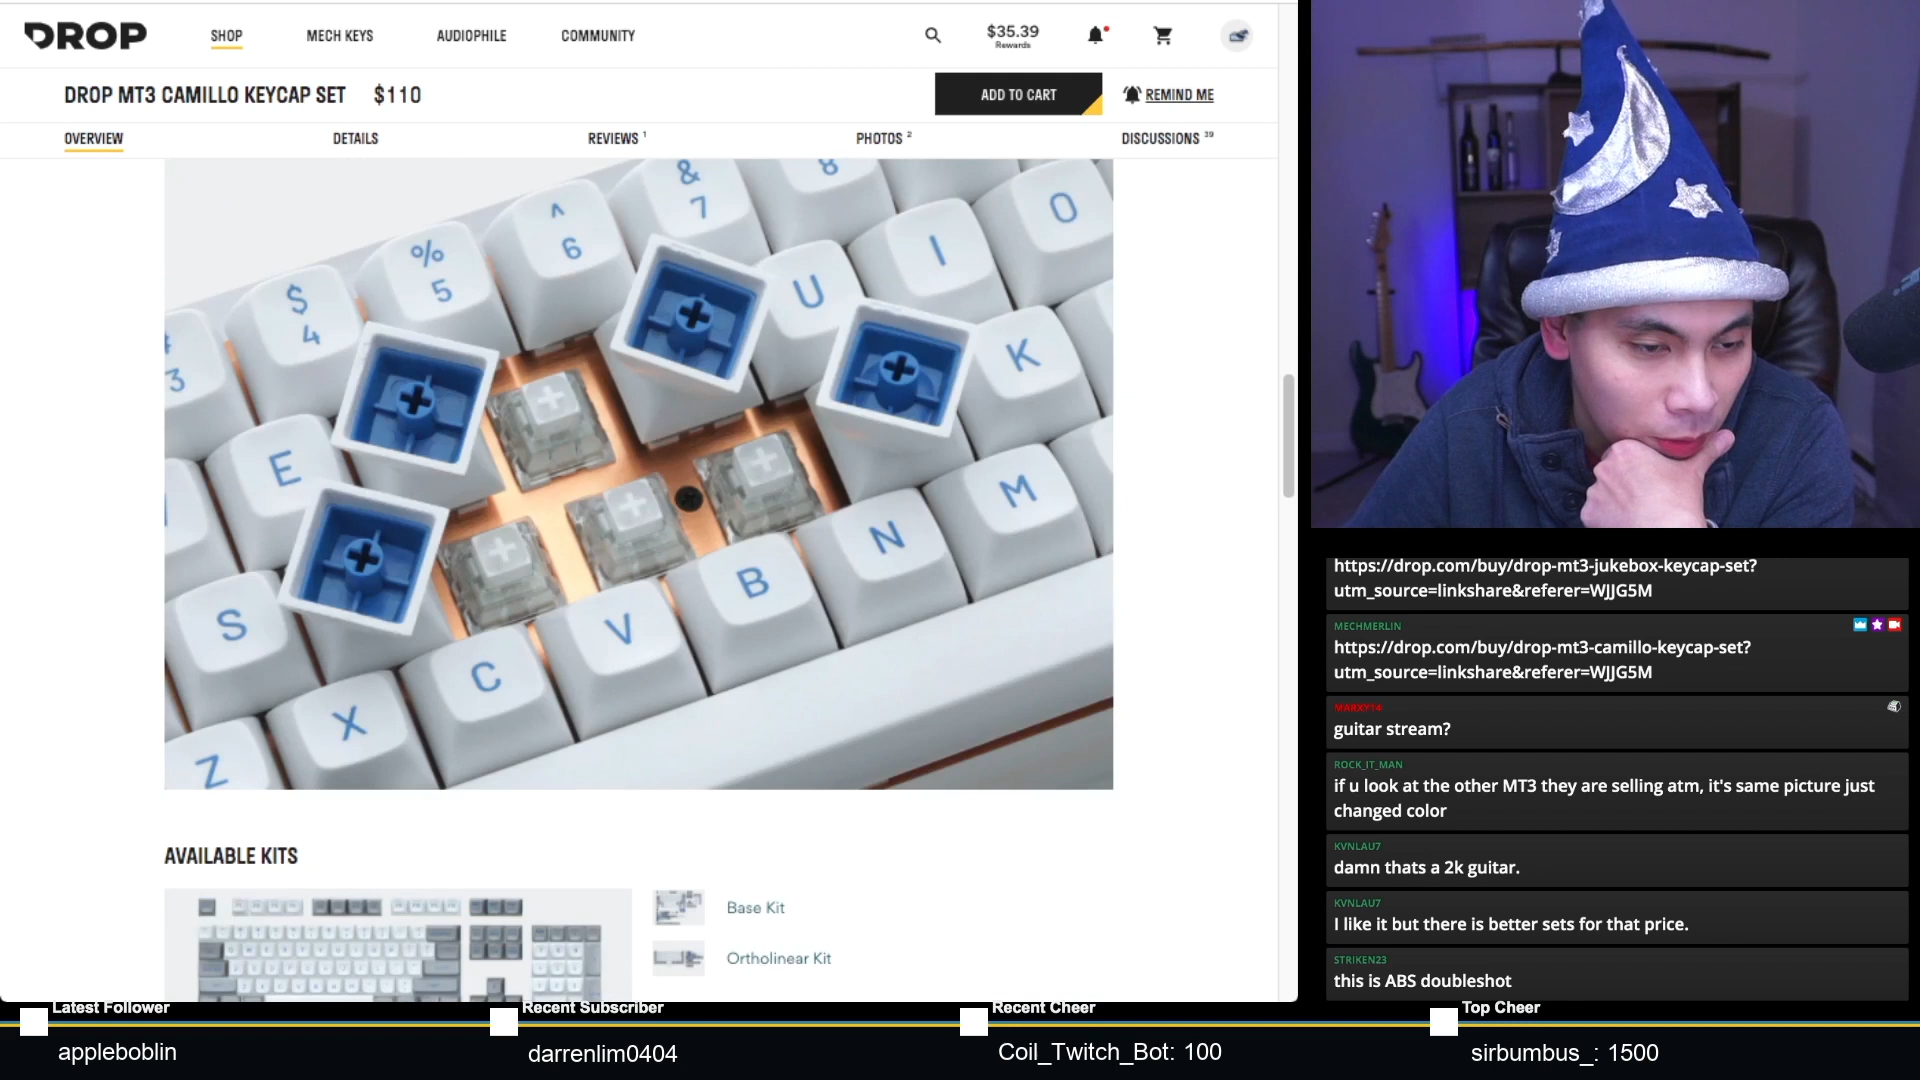 DROP
SHOP
MECH KEYS
AUDIOPHILE
COMMUNITY
$35.39
Rewards
DROP MT3 CAMILLO KEYCAP SET $110
ADD TO CART
REMIND ME
OVERVIEW
DETAILS
REVIEWS 1
PHOTOS 2
DISCUSSIONS 39
& 7
8
^ 6
% 5
$ 4
# 3
U
I
O
E
K
S
Z
X
C
V
B
N
M
AVAILABLE KITS
Base Kit
Ortholinear Kit
https://drop.com/buy/drop-mt3-jukebox-keycap-set?
utm_source=linkshare&referer=WJJG5M
MECHMERLIN
https://drop.com/buy/drop-mt3-camillo-keycap-set?
utm_source=linkshare&referer=WJJG5M
MARXY14
guitar stream?
ROCK_IT_MAN
if u look at the other MT3 they are selling atm, it's same picture just
changed color
KVNLAU7
damn thats a 2k guitar.
KVNLAU7
I like it but there is better sets for that price.
STRIKEN23
this is ABS doubleshot
Latest Follower
appleboblin
Recent Subscriber
darrenlim0404
Recent Cheer
Coil_Twitch_Bot: 100
Top Cheer
sirbumbus_: 1500